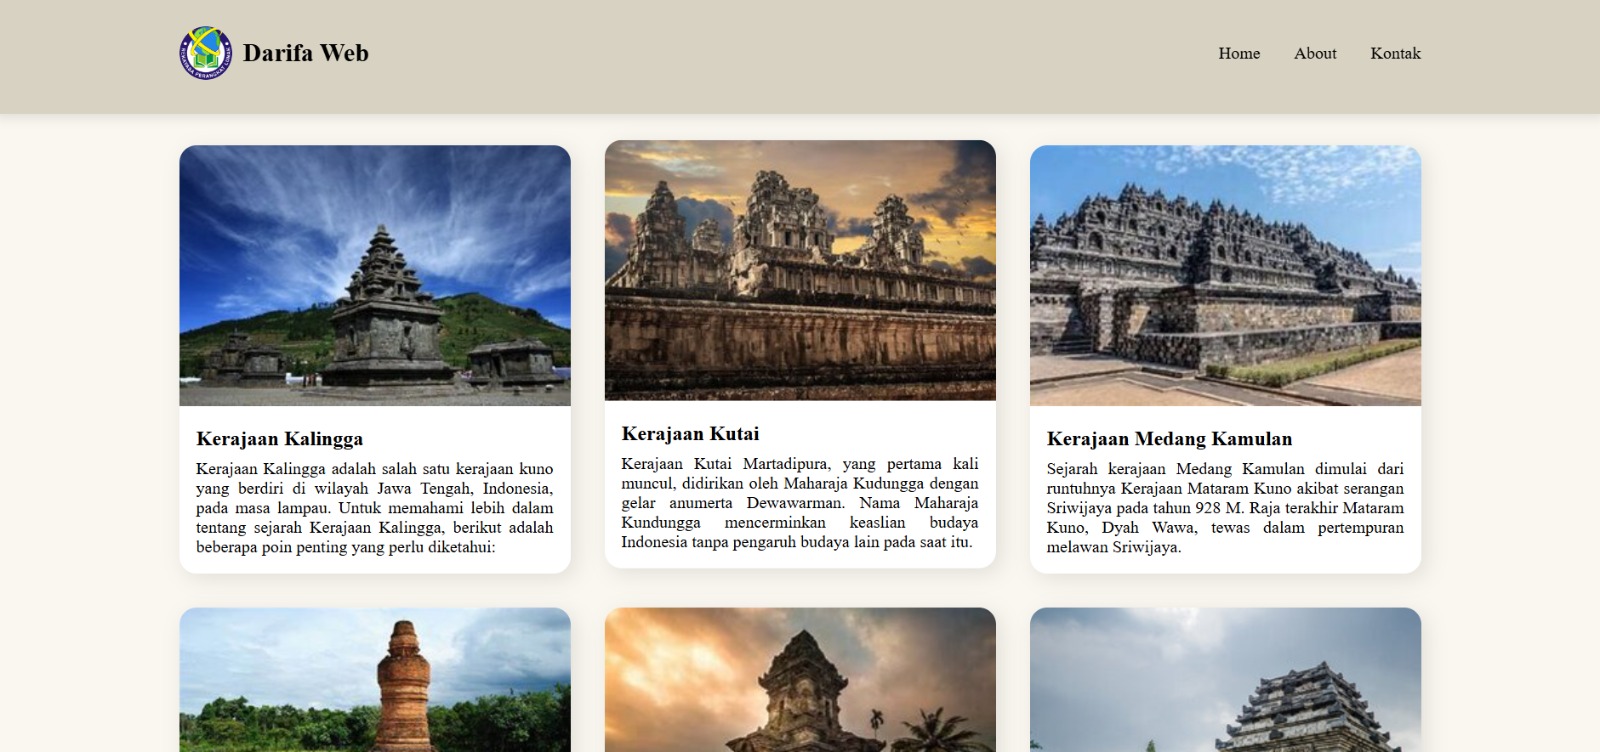 Darifa Web
Home
About
Kontak
Kerajaan Kalingga
Kerajaan Kalingga adalah salah satu kerajaan kuno
yang berdiri di wilayah Jawa Tengah, Indonesia,
pada masa lampau. Untuk memahami lebih dalam
tentang sejarah Kerajaan Kalingga, berikut adalah
beberapa poin penting yang perlu diketahui:
Kerajaan Kutai
Kerajaan Kutai Martadipura, yang pertama kali
muncul, didirikan oleh Maharaja Kudungga dengan
gelar anumerta Dewawarman. Nama Maharaja
Kundungga mencerminkan keaslian budaya
Indonesia tanpa pengaruh budaya lain pada saat itu.
Kerajaan Medang Kamulan
Sejarah kerajaan Medang Kamulan dimulai dari
runtuhnya Kerajaan Mataram Kuno akibat serangan
Sriwijaya pada tahun 928 M. Raja terakhir Mataram
Kuno, Dyah Wawa, tewas dalam pertempuran
melawan Sriwijaya.